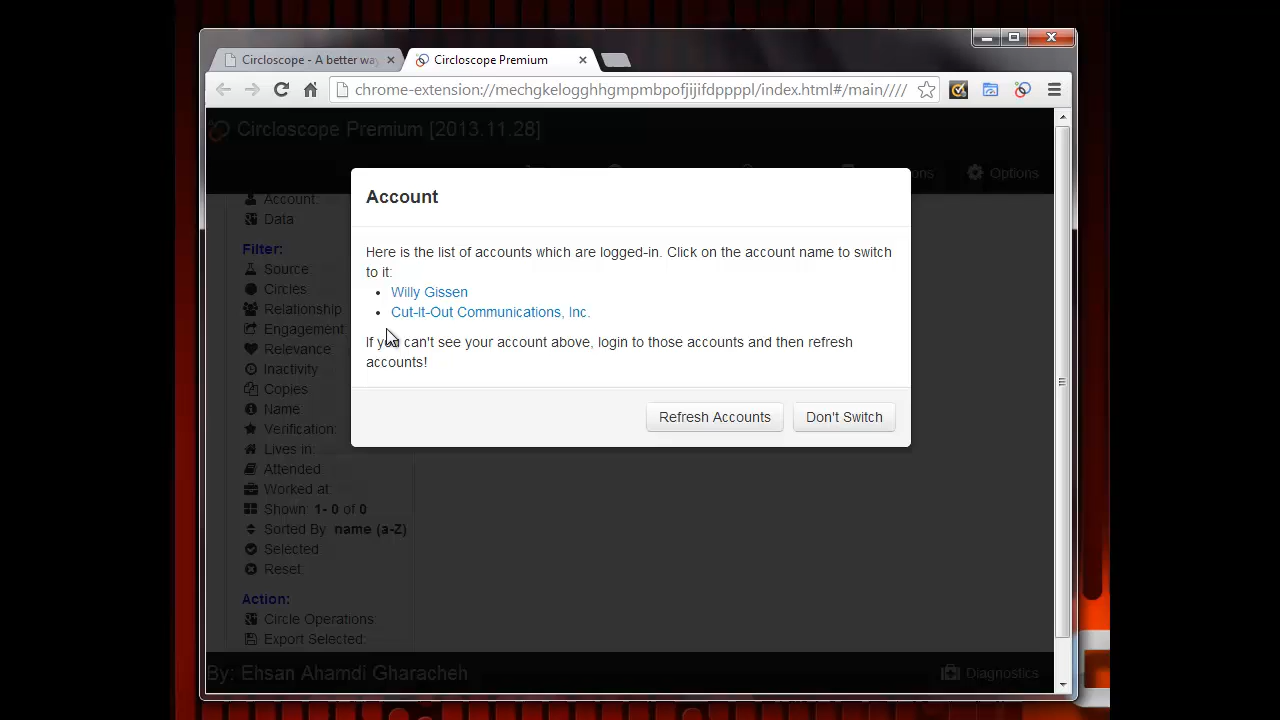 Circloscope - A better wa
Circloscope Premium
chrome-extension://mechgkelogghhgmpmbpofjijifdppppl/index.html#/main////
Circloscope Premium [2013.11.28]
Options
Account:
Data
Filter:
Source
Circles
Relationship
Engagement
Relevance
Inactivity
Copies
Name
Verification:
Lives in:
Attended
Worked at:
Shown: 1- 0 of 0
Sorted By: name (a-Z)
Selected
Reset:
Action:
Circle Operations
Export Selected:
Account
Here is the list of accounts which are logged-in. Click on the account name to switch
to it:
• Willy Gissen
• Cut-It-Out Communications, Inc.
If you can't see your account above, login to those accounts and then refresh
accounts!
Refresh Accounts
Don't Switch
By: Ehsan Ahamdi Gharacheh
Diagnostics